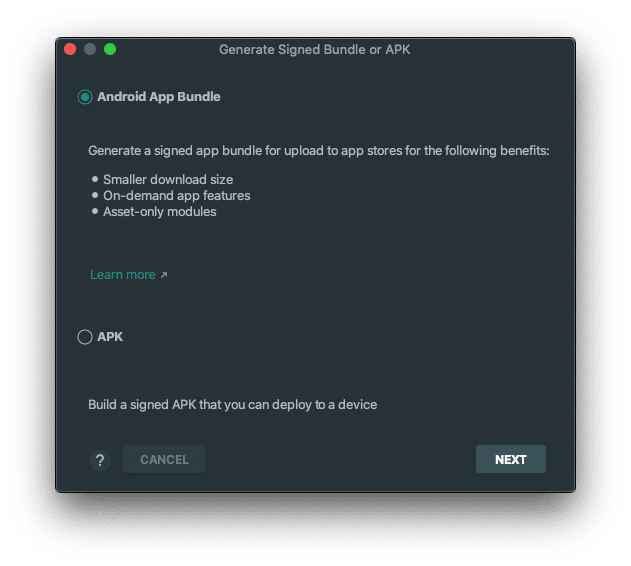 Generate Signed Bundle or APK
Android App Bundle
Generate a signed app bundle for upload to app stores for the following benefits:
• Smaller download size
• On-demand app features
• Asset-only modules
Learn more ↗
APK
Build a signed APK that you can deploy to a device
? CANCEL NEXT